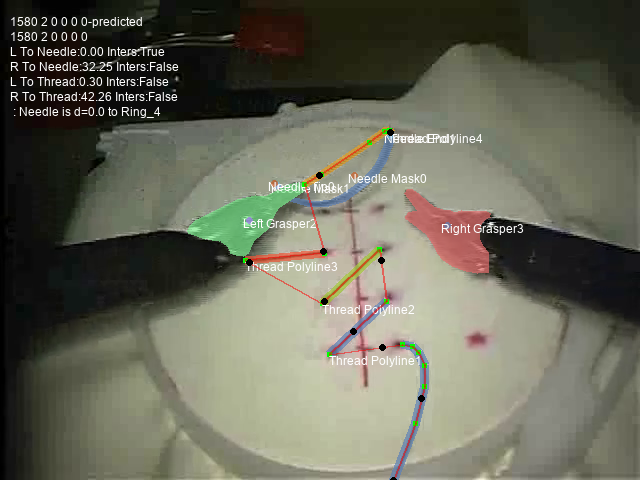 1580 2 0 0 0 0-predicted
1580 2 0 0 0 0
L To Needle:0.00 Inters:True
R To Needle:32.25 Inters:False
L To Thread:0.30 Inters:False
R To Thread:42.26 Inters:False
: Needle is d=0.0 to Ring_4
Polyline4
Needle Mask0
Mask1
Left Grasper2
Right Grasper3
Thread Polyline3
Thread Polyline2
Thread Polyline1